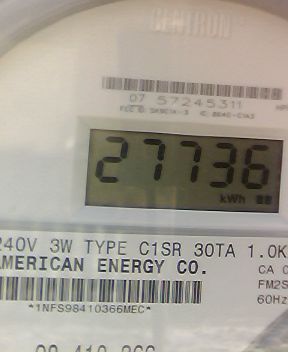 CENTRON
07 57245311
27736
kWh
240V 3W TYPE C1SR 30TA 1.0K
AMERICAN ENERGY CO.
CA 0
FM2S
60Hz
*1NFS98410366MEC*